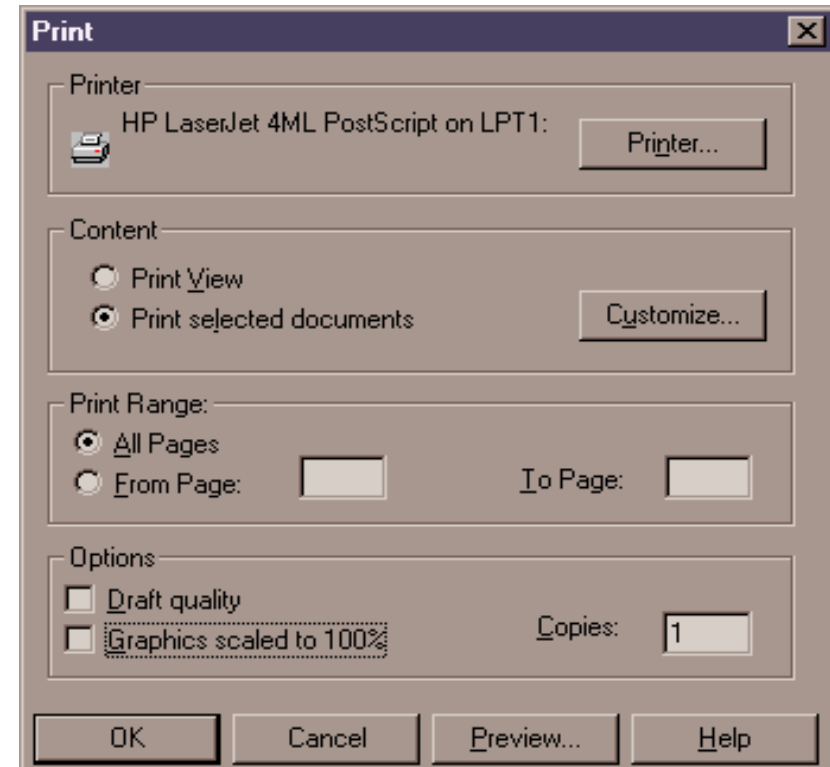 Print
Printer
HP LaserJet 4ML PostScript on LPT1:
Printer...
Content
Print View
Print selected documents
Customize...
Print Range:
All Pages
From Page: To Page:
Options
Draft quality
Graphics scaled to 100%
Copies: 1
OK Cancel Preview... Help